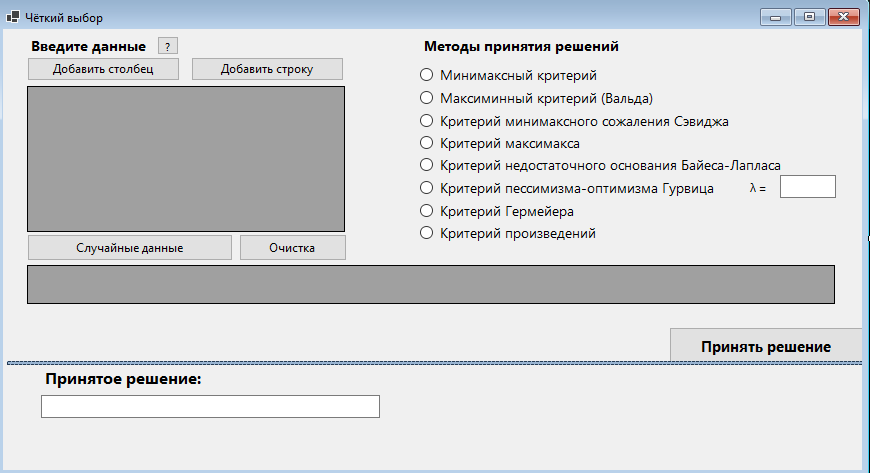 Чёткий выбор
Введите данные ?
Добавить столбец Добавить строку
Случайные данные Очистка
Методы принятия решений
Минимаксный критерий
Максиминный критерий (Вальда)
Критерий минимаксного сожаления Сэвиджа
Критерий максимакса
Критерий недостаточного основания Байеса-Лапласа
Критерий пессимизма-оптимизма Гурвица λ =
Критерий Гермейера
Критерий произведений
Принять решение
Принятое решение: